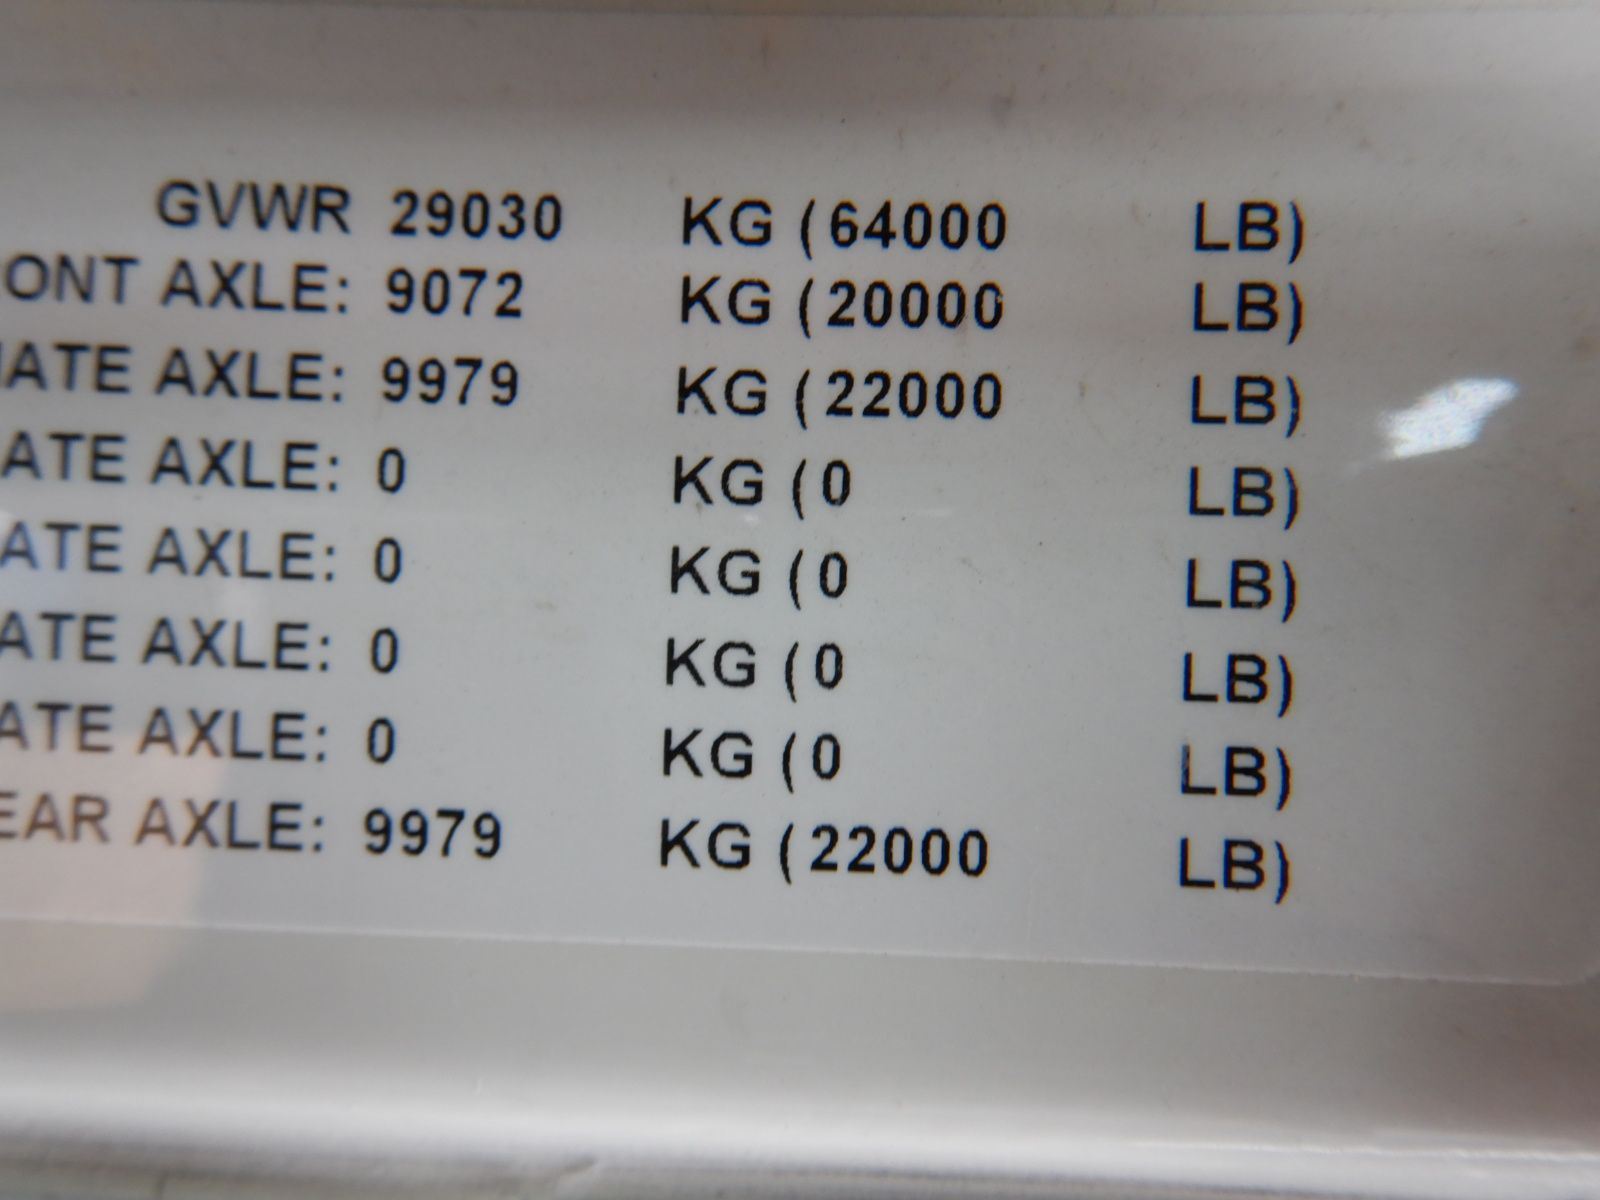 GVWR 29030 KG (64000 LB)
RONT AXLE: 9072 KG (20000 LB)
IATE AXLE: 9979 KG (22000 LB)
ATE AXLE: 0 KG (0 LB)
ATE AXLE: 0 KG (0 LB)
ATE AXLE: 0 KG (0 LB)
ATE AXLE: 0 KG (0 LB)
EAR AXLE: 9979 KG (22000 LB)